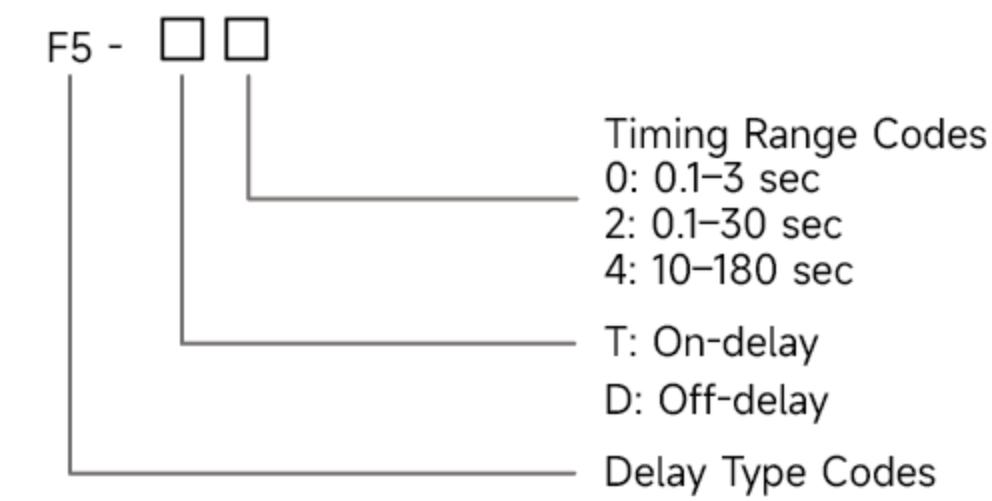 F5 - □ □
Timing Range Codes
0: 0.1–3 sec
2: 0.1–30 sec
4: 10–180 sec
T: On-delay
D: Off-delay
Delay Type Codes